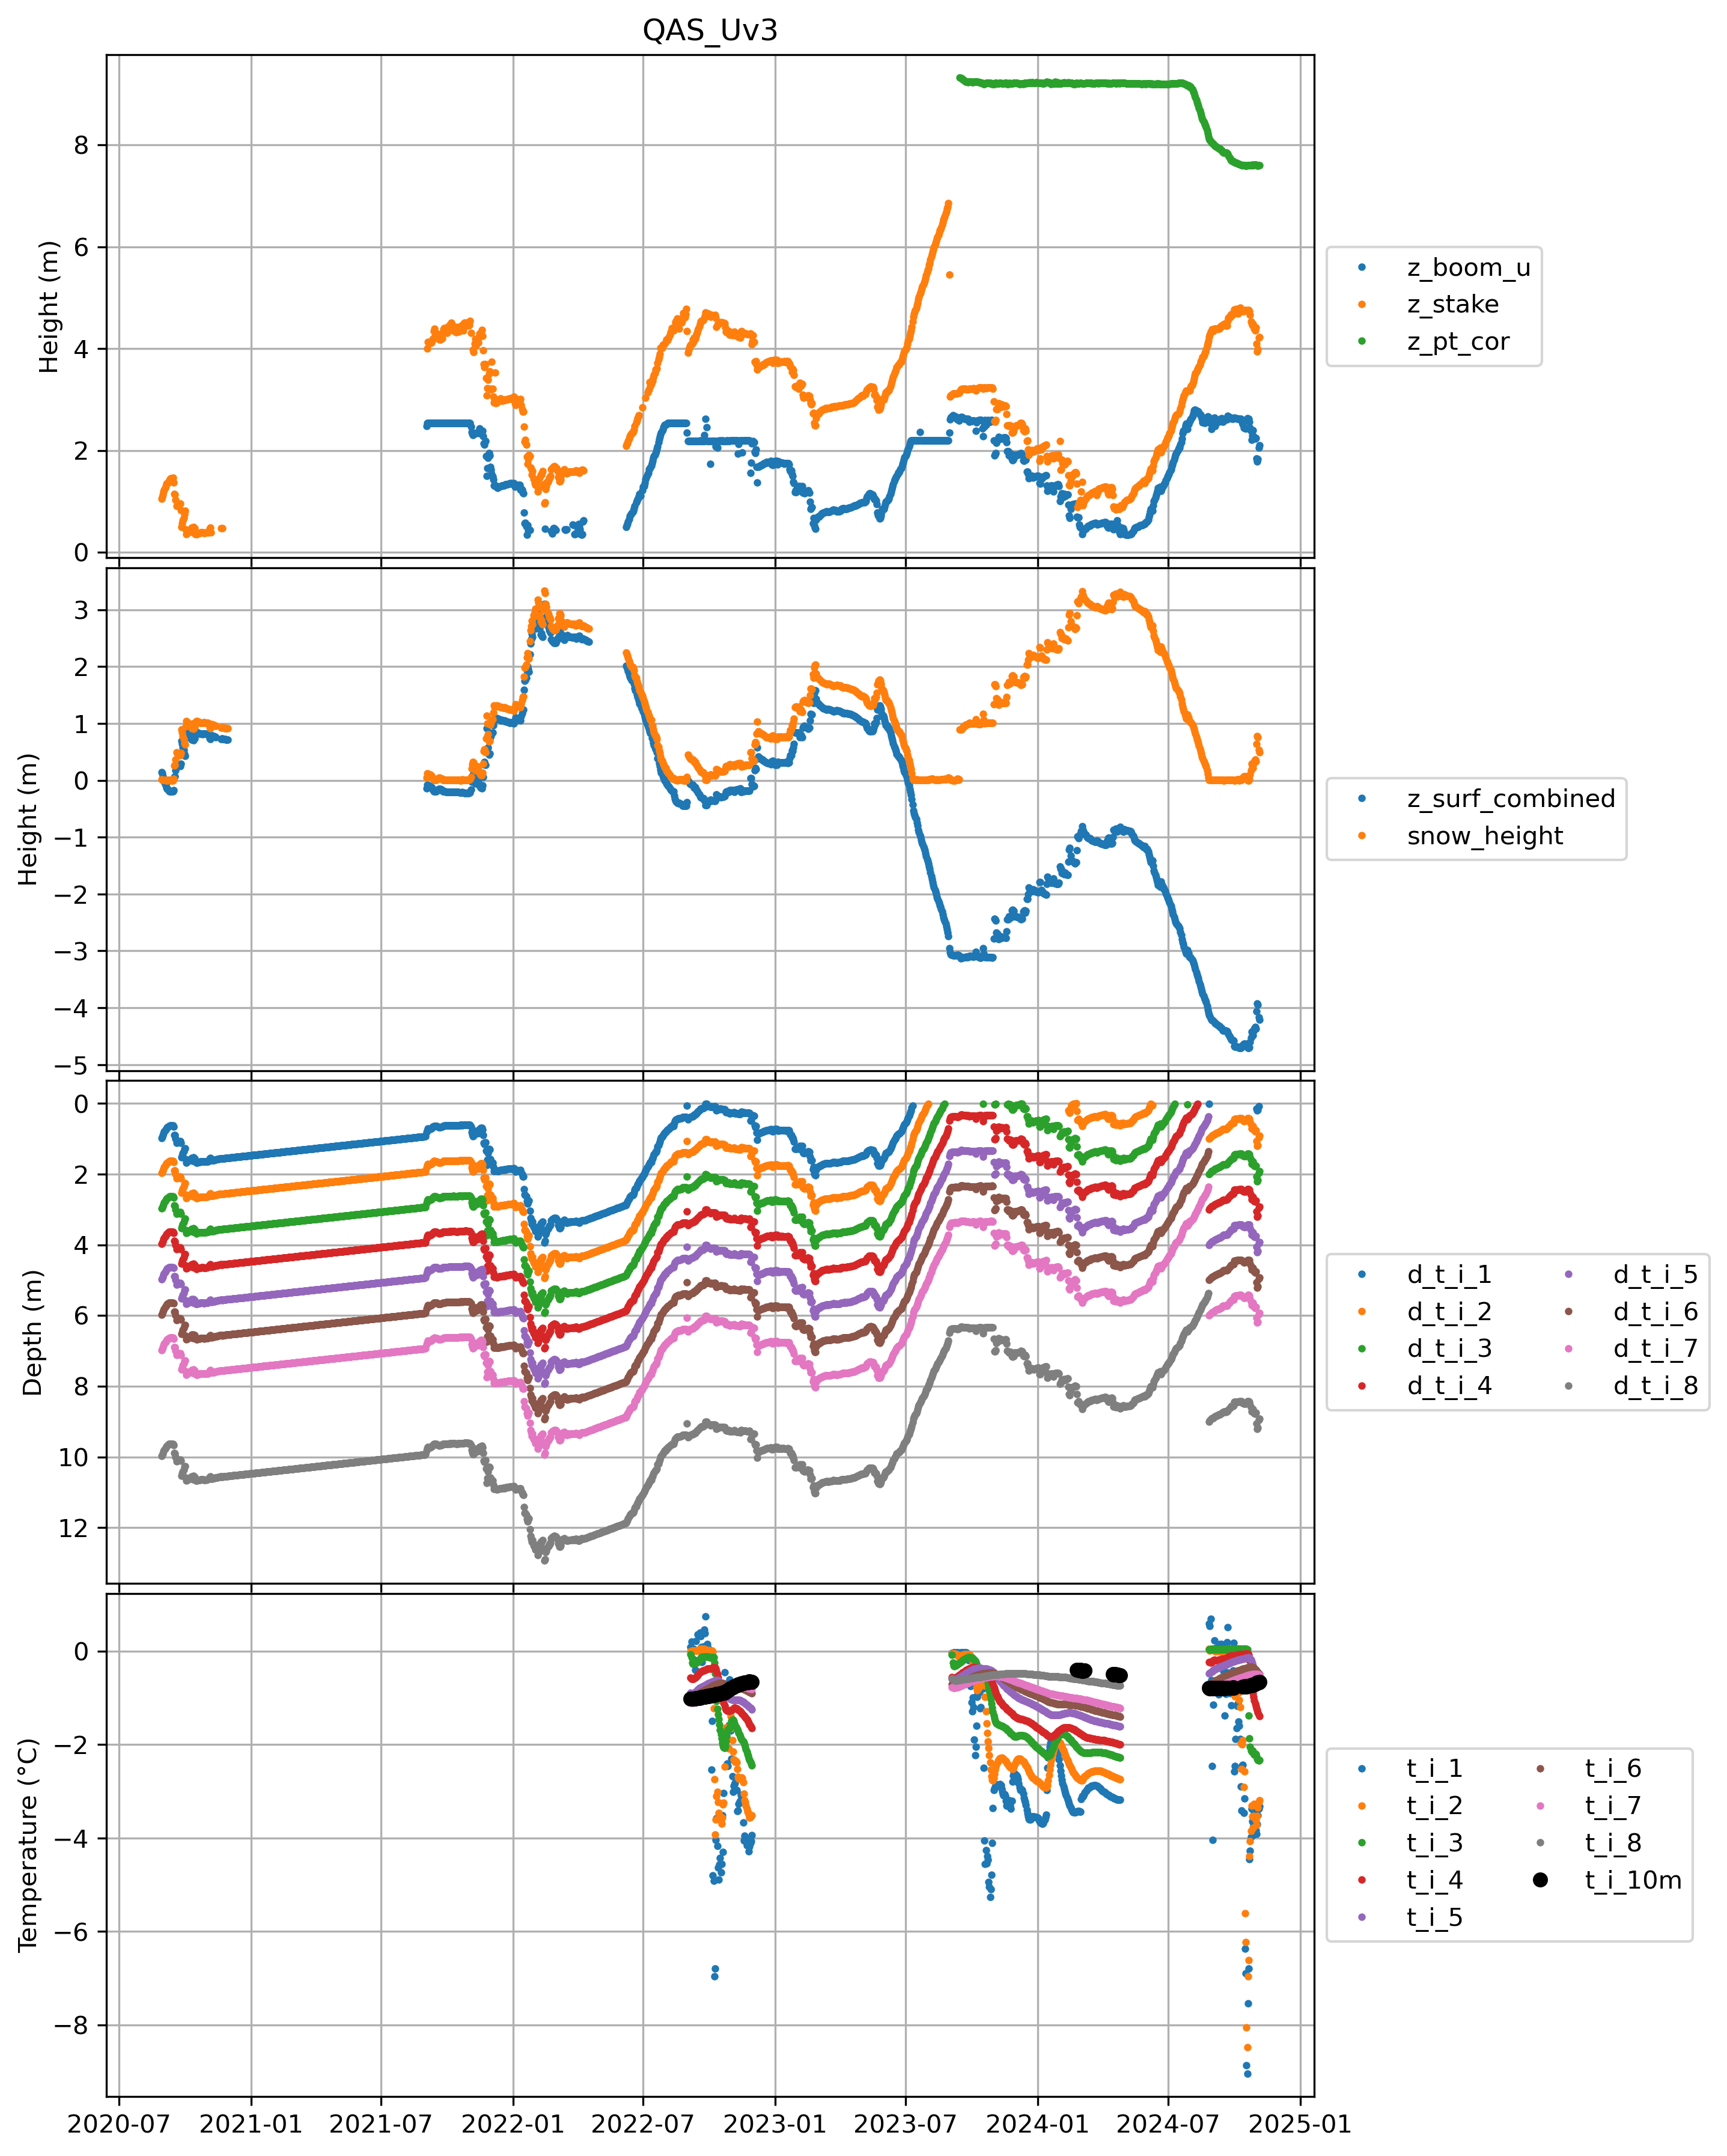 QAS_Uv3
Height (m)
8
6
4
2
0
z_boom_u
z_stake
z_pt_cor
Height (m)
3
2
1
0
−1
−2
−3
−4
−5
z_surf_combined
snow_height
Depth (m)
0
2
4
6
8
10
12
d_t_i_1 d_t_i_5
d_t_i_2 d_t_i_6
d_t_i_3 d_t_i_7
d_t_i_4 d_t_i_8
Temperature (°C)
0
−2
−4
−6
−8
t_i_1 t_i_6
t_i_2 t_i_7
t_i_3 t_i_8
t_i_4 t_i_10m
t_i_5
2020-07 2021-01 2021-07 2022-01 2022-07 2023-01 2023-07 2024-01 2024-07 2025-01